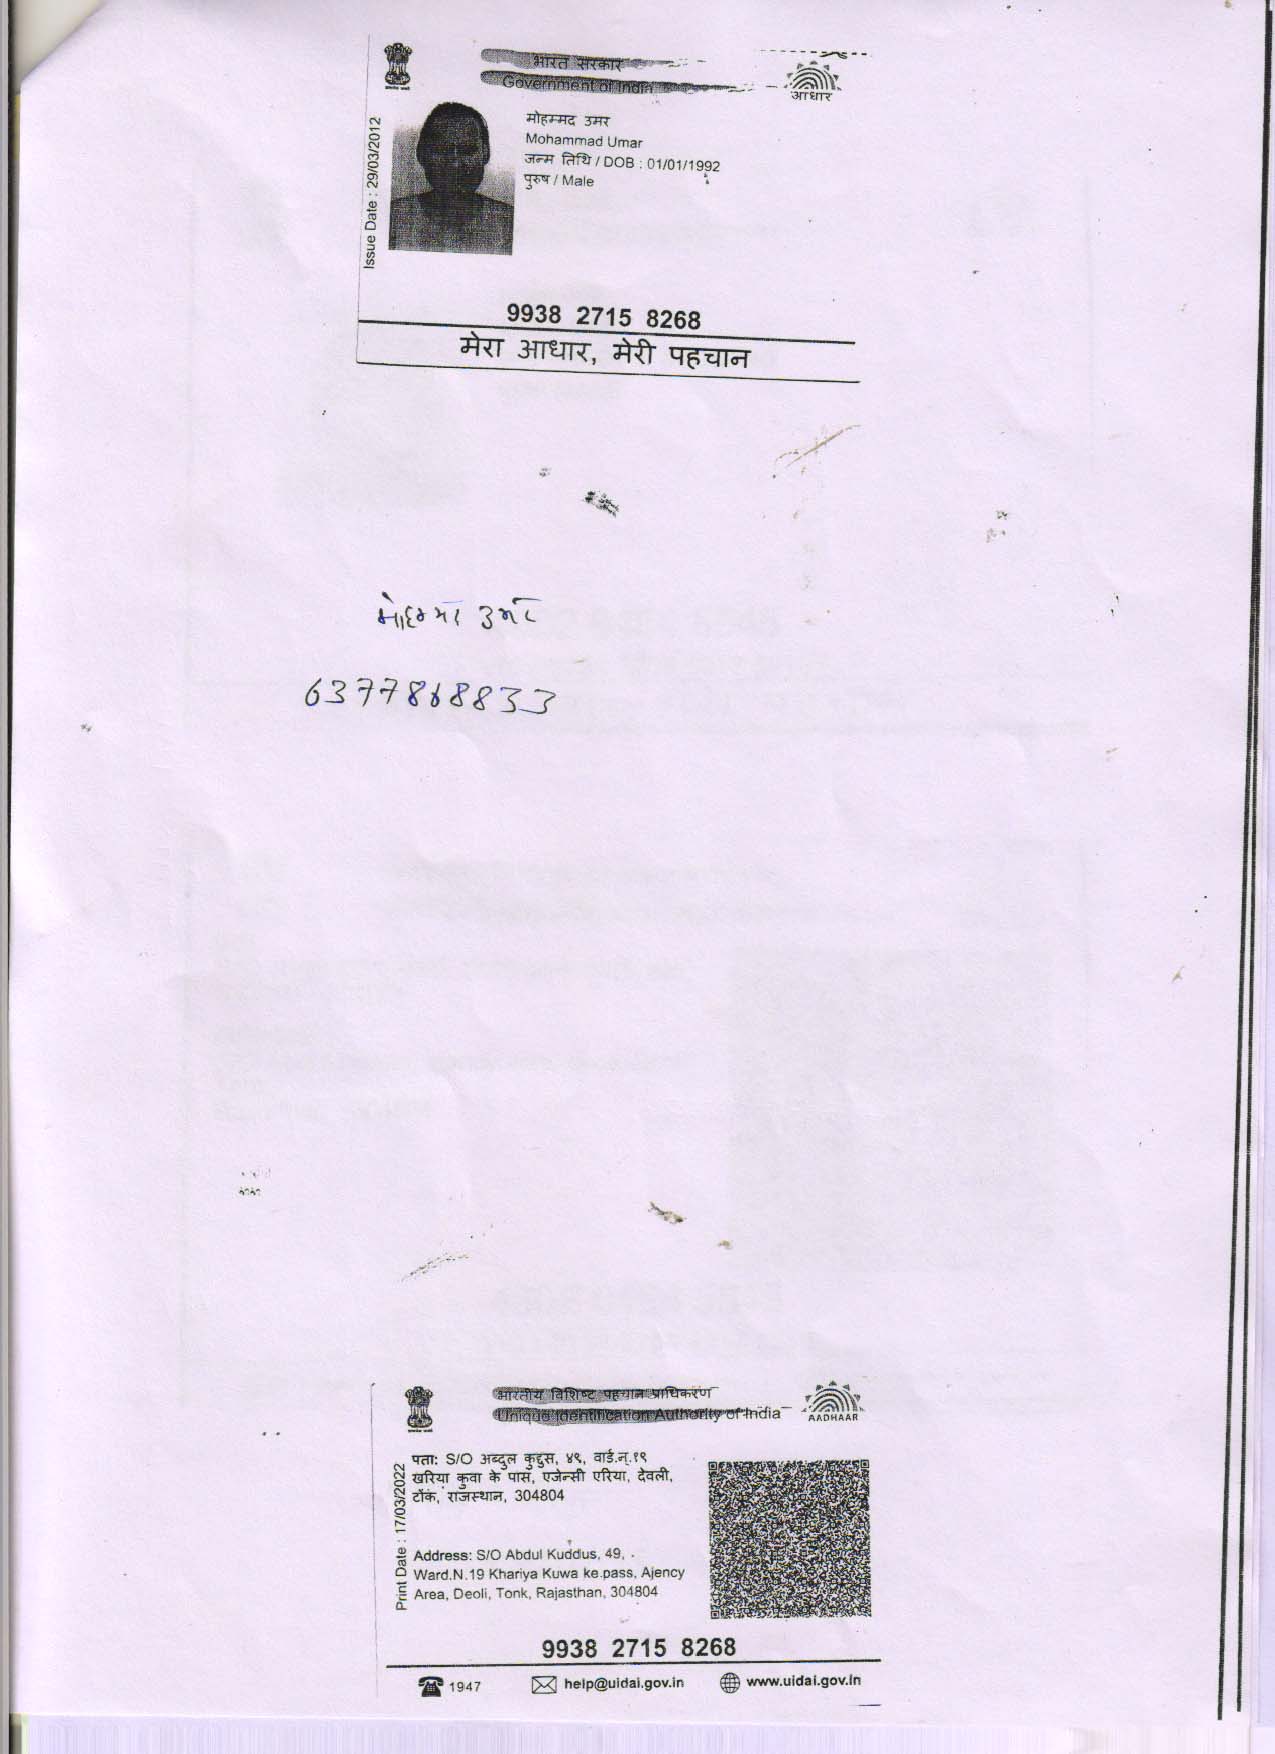 भारत सरकार
Government of India
आधार
Issue Date : 29/03/2012
मोहम्मद उमर
Mohammad Umar
जन्म तिथि / DOB : 01/01/1992
पुरुष / Male
9938 2715 8268
मेरा आधार, मेरी पहचान
मोहम्मद उमर
6377868833
भारतीय विशिष्ट पहचान प्राधिकरण
Unique Identification Authority of India
AADHAAR
Print Date : 17/03/2022
पता: S/O अब्दुल कुद्दुस, ४९, वार्ड.न्.१९
खरिया कुवा के पास, एजेन्सी एरिया, देवली,
टोंक, राजस्थान, 304804
Address: S/O Abdul Kuddus, 49,
Ward.N.19 Khariya Kuwa ke.pass, Ajency
Area, Deoli, Tonk, Rajasthan, 304804
9938 2715 8268
1947
help@uidai.gov.in
www.uidai.gov.in